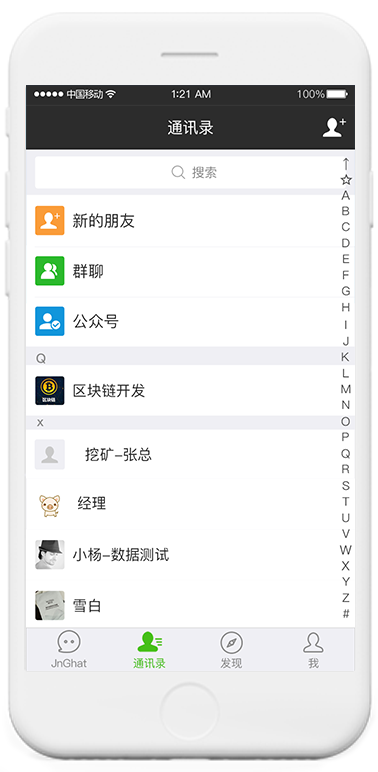 中国移动 1:21 AM 100%
通讯录
搜索
新的朋友
群聊
公众号
Q
区块链
区块链开发
x
挖矿-张总
经理
小杨-数据测试
雪白
↑
☆
A
B
C
D
E
F
G
H
I
J
K
L
M
N
O
P
Q
R
S
T
U
V
W
X
Y
Z
#
JnGhat 通讯录 发现 我